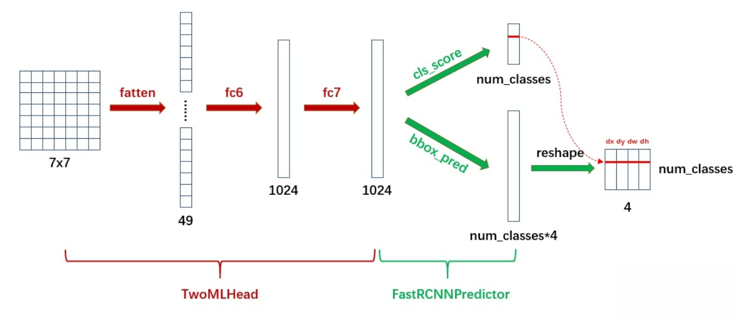 7x7
fatten
49
fc6
1024
fc7
1024
cls_score
num_classes
bbox_pred
num_classes*4
reshape
dx dy dw dh
num_classes
4
TwoMLHead
FastRCNNPredictor